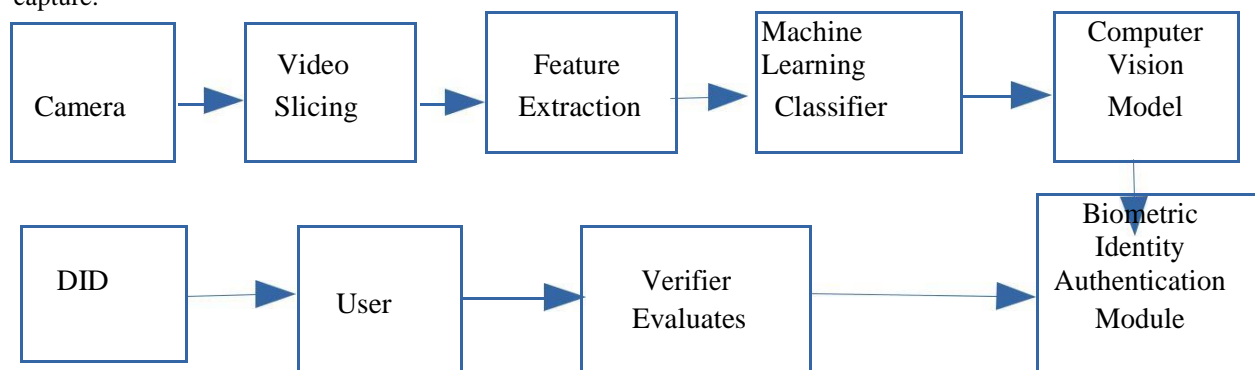 capture.
Camera
Video
Slicing
Feature
Extraction
Machine
Learning
Classifier
Computer
Vision
Model
DID
User
Verifier
Evaluates
Biometric
Identity
Authentication
Module